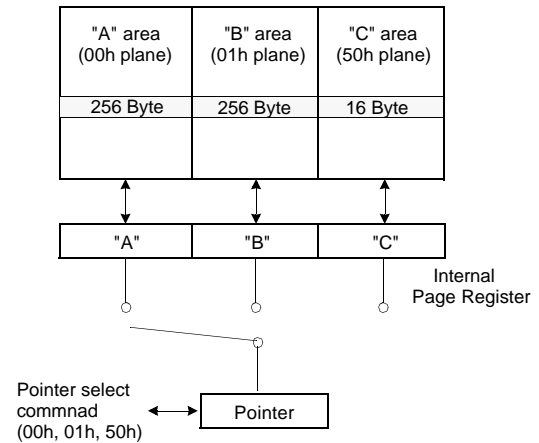 "A" area
(00h plane)
"B" area
(01h plane)
"C" area
(50h plane)
256 Byte
256 Byte
16 Byte
"A"
"B"
"C"
Internal
Page Register
Pointer select
commnad
(00h, 01h, 50h)
Pointer